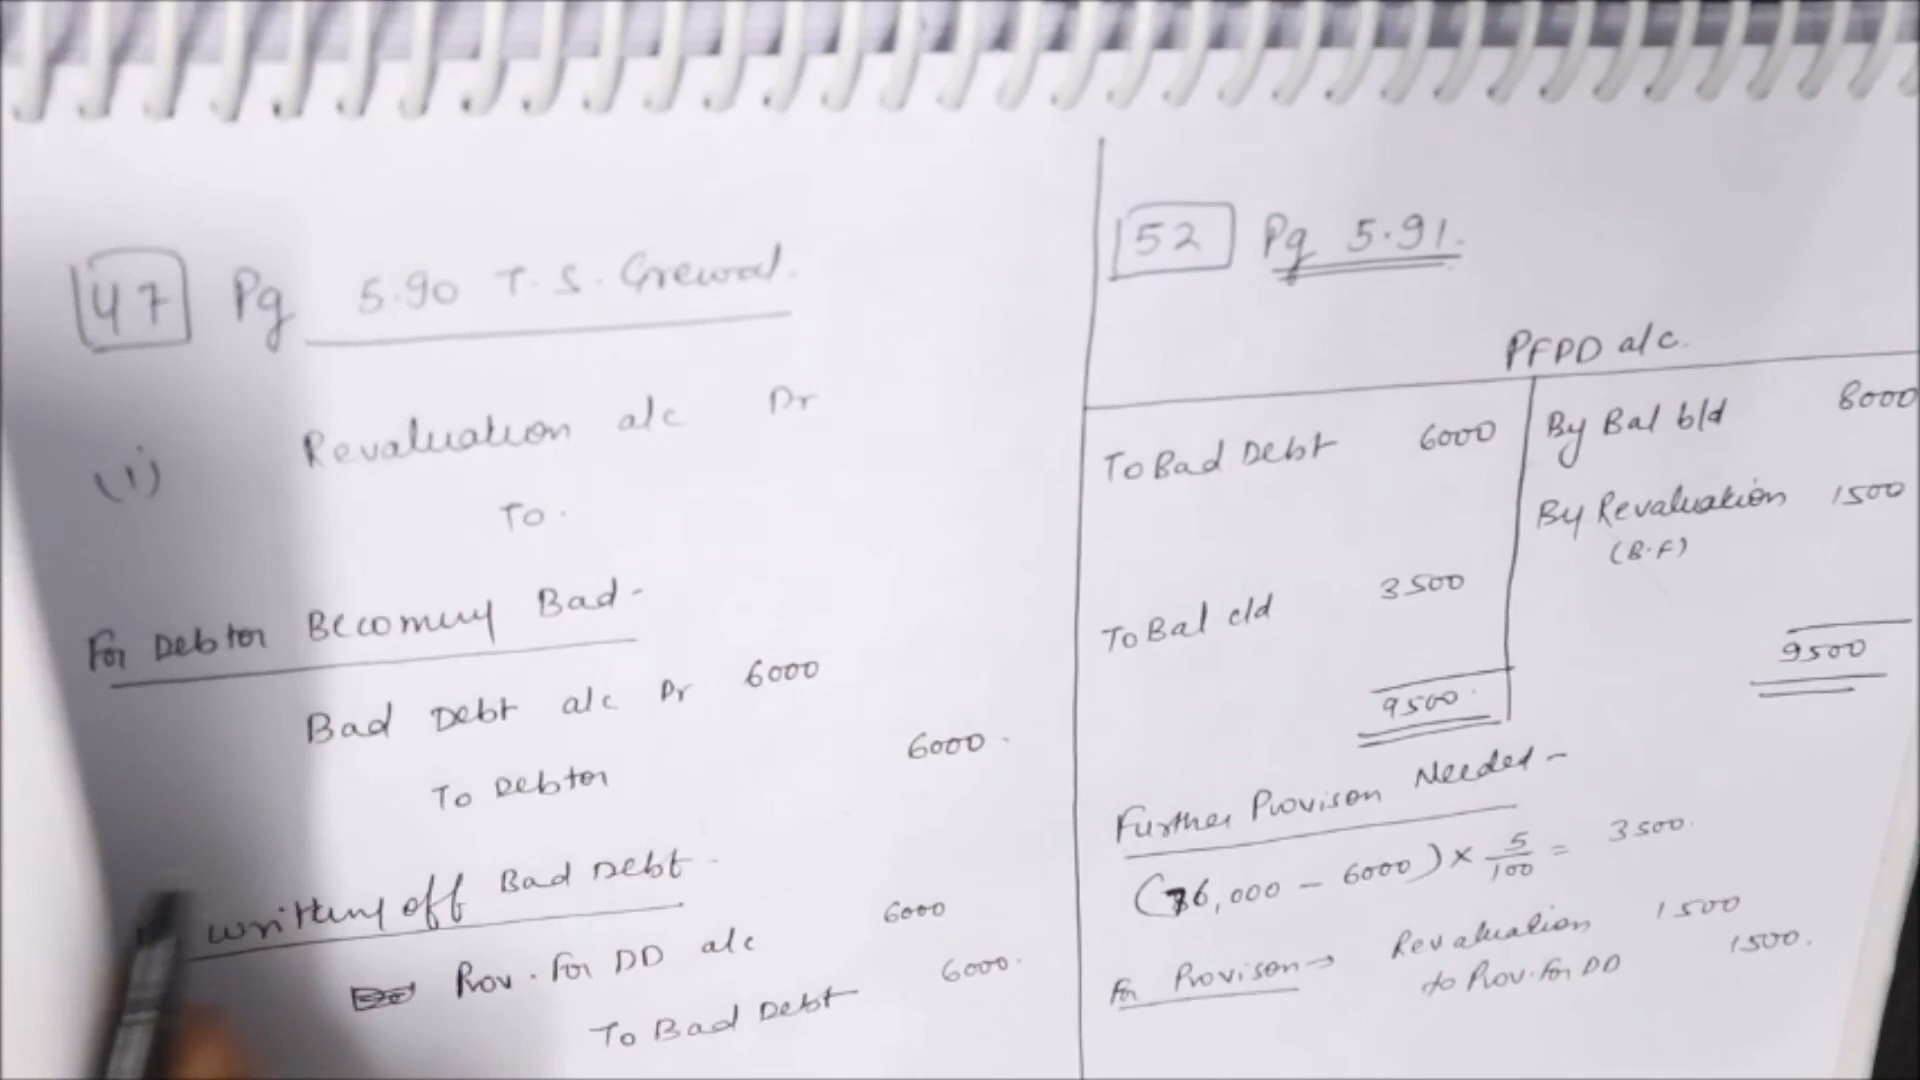 47 Pg 5.90 T.S. Grewal.
(i) Revaluation a/c Dr
To.
For Debtor Becoming Bad-
Bad Debt a/c Dr 6000
To Debtor 6000.
writting off Bad Debt-
Prov. For DD a/c 6000
To Bad Debt 6000.
52 Pg 5.91.
PFPD a/c.
To Bad Debt 6000 By Bal b/d 8000
By Revaluation 1500
(B.F)
To Bal c/d 3500
9500 9500
Further Provison Needed-
(76,000 - 6000) x 5/100 = 3500.
For Provison → Revaluation 1500
to Prov. For DD 1500.